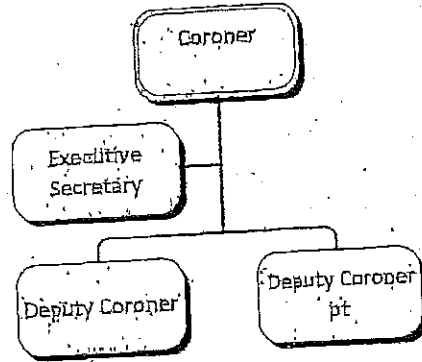 Coroner
Executive
Secretary
Deputy Coroner
Deputy Coroner
pt